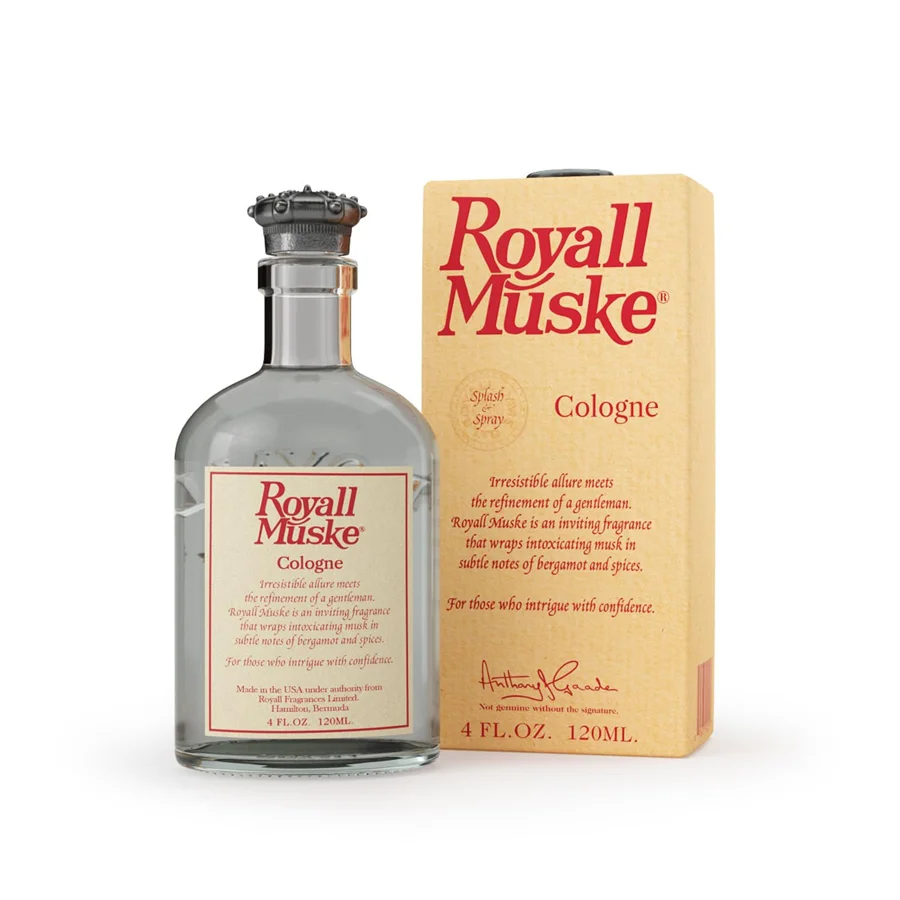 Royall
Muske®
Cologne
Irresistible allure meets
the refinement of a gentleman.
Royall Muske is an inviting fragrance
that wraps intoxicating musk in
subtle notes of bergamot and spices.
For those who intrigue with confidence.
Made in the USA under authority from
Royall Fragrances Limited.
Hamilton, Bermuda
4 FL.OZ. 120ML.
Royall
Muske®
Splash
&
Spray
Cologne
Irresistible allure meets
the refinement of a gentleman.
Royall Muske is an inviting fragrance
that wraps intoxicating musk in
subtle notes of bergamot and spices.
For those who intrigue with confidence.
Not genuine without the signature.
4 FL.OZ. 120ML.